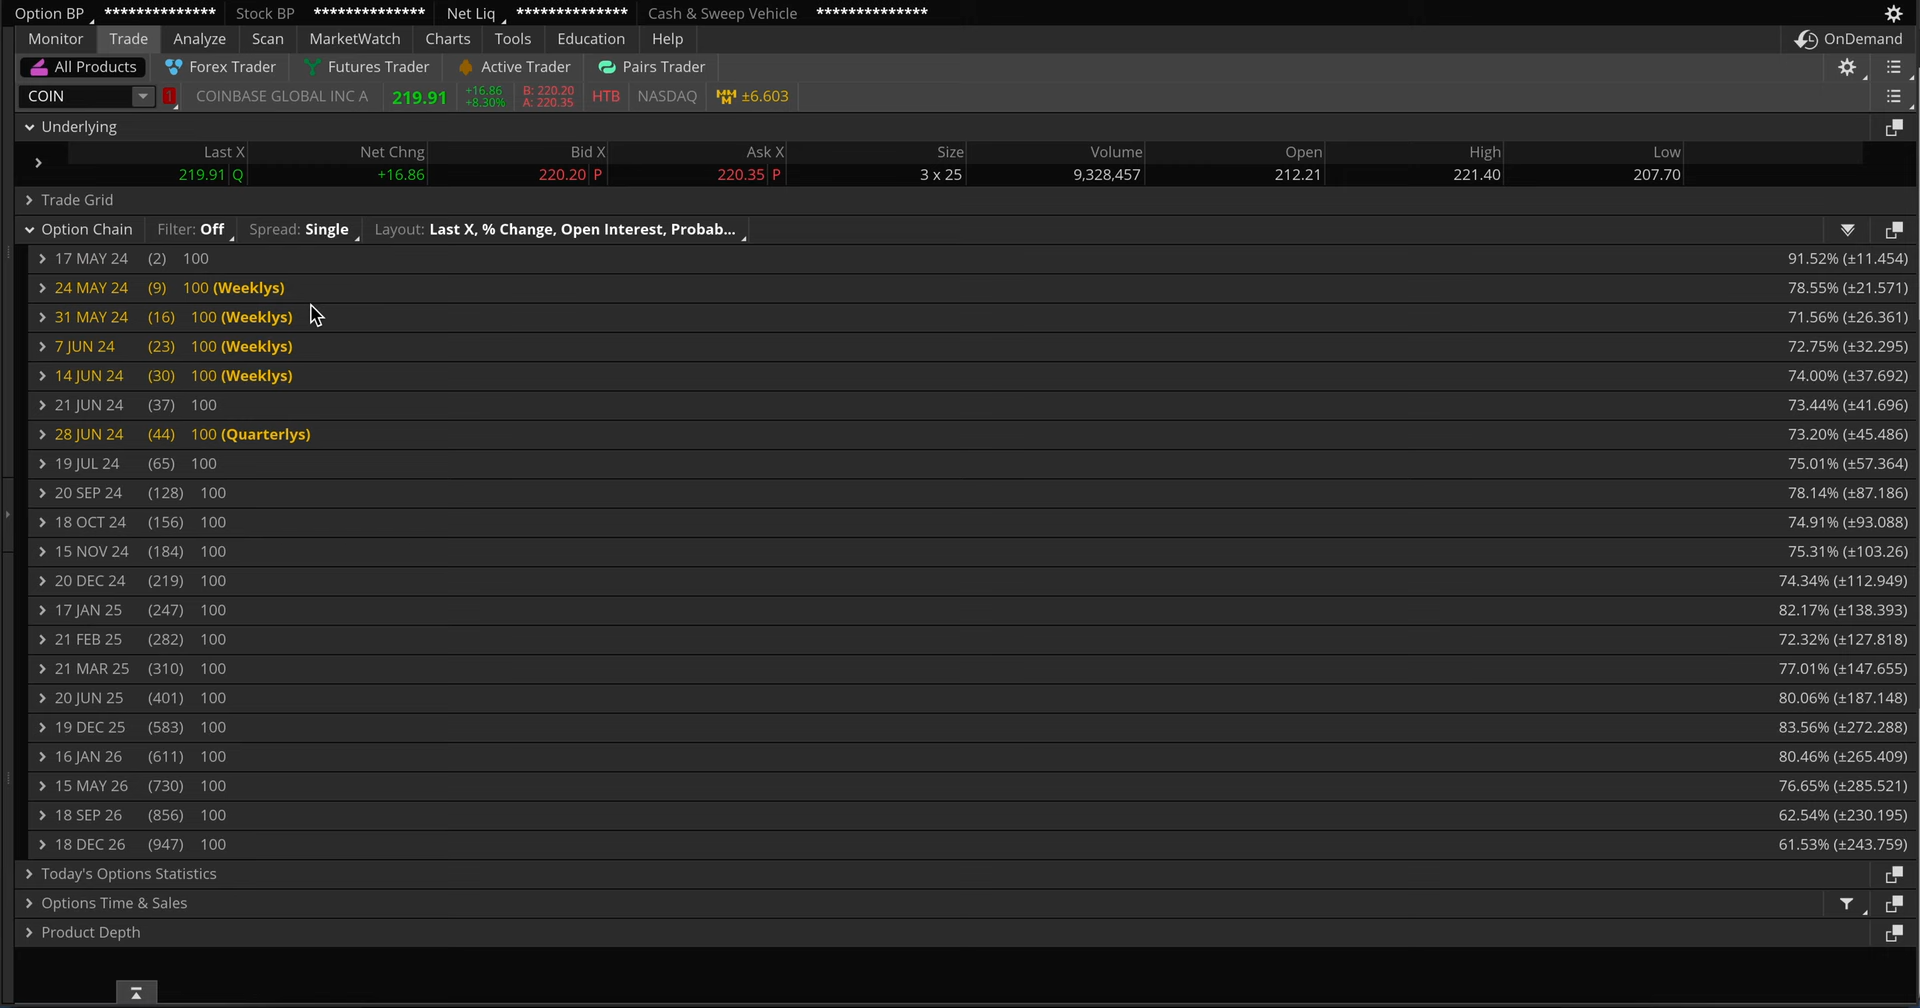 Option BP ************** Stock BP ************** Net Liq ************** Cash & Sweep Vehicle **************
Monitor Trade Analyze Scan MarketWatch Charts Tools Education Help OnDemand
All Products Forex Trader Futures Trader Active Trader Pairs Trader
COIN 1 COINBASE GLOBAL INC A 219.91 +16.86 +8.30% B: 220.20 A: 220.35 HTB NASDAQ MMM ±6.603
Underlying
Last X Net Chng Bid X Ask X Size Volume Open High Low
219.91 Q +16.86 220.20 P 220.35 P 3 x 25 9,328,457 212.21 221.40 207.70
Trade Grid
Option Chain Filter: Off Spread: Single Layout: Last X, % Change, Open Interest, Probab...
17 MAY 24 (2) 100 91.52% (±11.454)
24 MAY 24 (9) 100 (Weeklys) 78.55% (±21.571)
31 MAY 24 (16) 100 (Weeklys) 71.56% (±26.361)
7 JUN 24 (23) 100 (Weeklys) 72.75% (±32.295)
14 JUN 24 (30) 100 (Weeklys) 74.00% (±37.692)
21 JUN 24 (37) 100 73.44% (±41.696)
28 JUN 24 (44) 100 (Quarterlys) 73.20% (±45.486)
19 JUL 24 (65) 100 75.01% (±57.364)
20 SEP 24 (128) 100 78.14% (±87.186)
18 OCT 24 (156) 100 74.91% (±93.088)
15 NOV 24 (184) 100 75.31% (±103.26)
20 DEC 24 (219) 100 74.34% (±112.949)
17 JAN 25 (247) 100 82.17% (±138.393)
21 FEB 25 (282) 100 72.32% (±127.818)
21 MAR 25 (310) 100 77.01% (±147.655)
20 JUN 25 (401) 100 80.06% (±187.148)
19 DEC 25 (583) 100 83.56% (±272.288)
16 JAN 26 (611) 100 80.46% (±265.409)
15 MAY 26 (730) 100 76.65% (±285.521)
18 SEP 26 (856) 100 62.54% (±230.195)
18 DEC 26 (947) 100 61.53% (±243.759)
Today's Options Statistics
Options Time & Sales
Product Depth